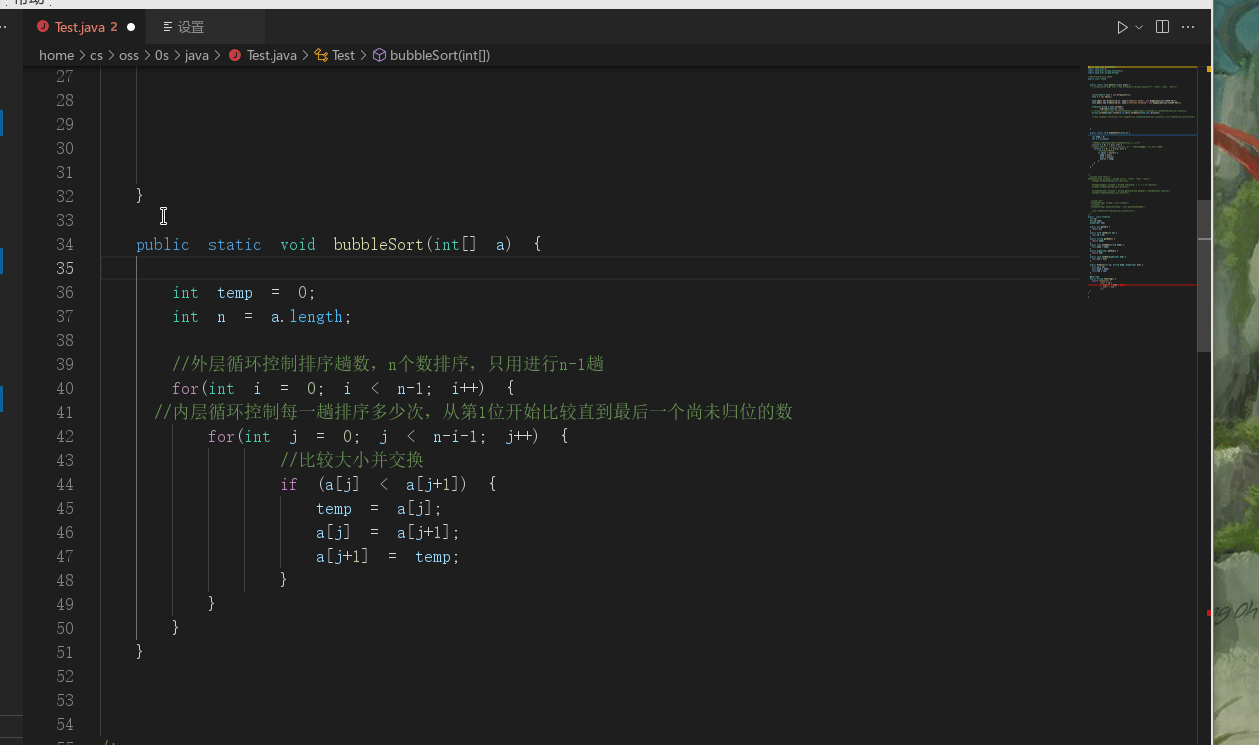 Test.java 2 ● 设置
home > cs > oss > 0s > java > Test.java > Test > bubbleSort(int[])
27
28
29
30
31
32 }
33
34 public static void bubbleSort(int[] a) {
35
36 int temp = 0;
37 int n = a.length;
38
39 //外层循环控制排序趟数，n个数排序，只用进行n-1趟
40 for(int i = 0; i < n-1; i++) {
41 //内层循环控制每一趟排序多少次，从第1位开始比较直到最后一个尚未归位的数
42 for(int j = 0; j < n-i-1; j++) {
43 //比较大小并交换
44 if (a[j] < a[j+1]) {
45 temp = a[j];
46 a[j] = a[j+1];
47 a[j+1] = temp;
48 }
49 }
50 }
51 }
52
53
54